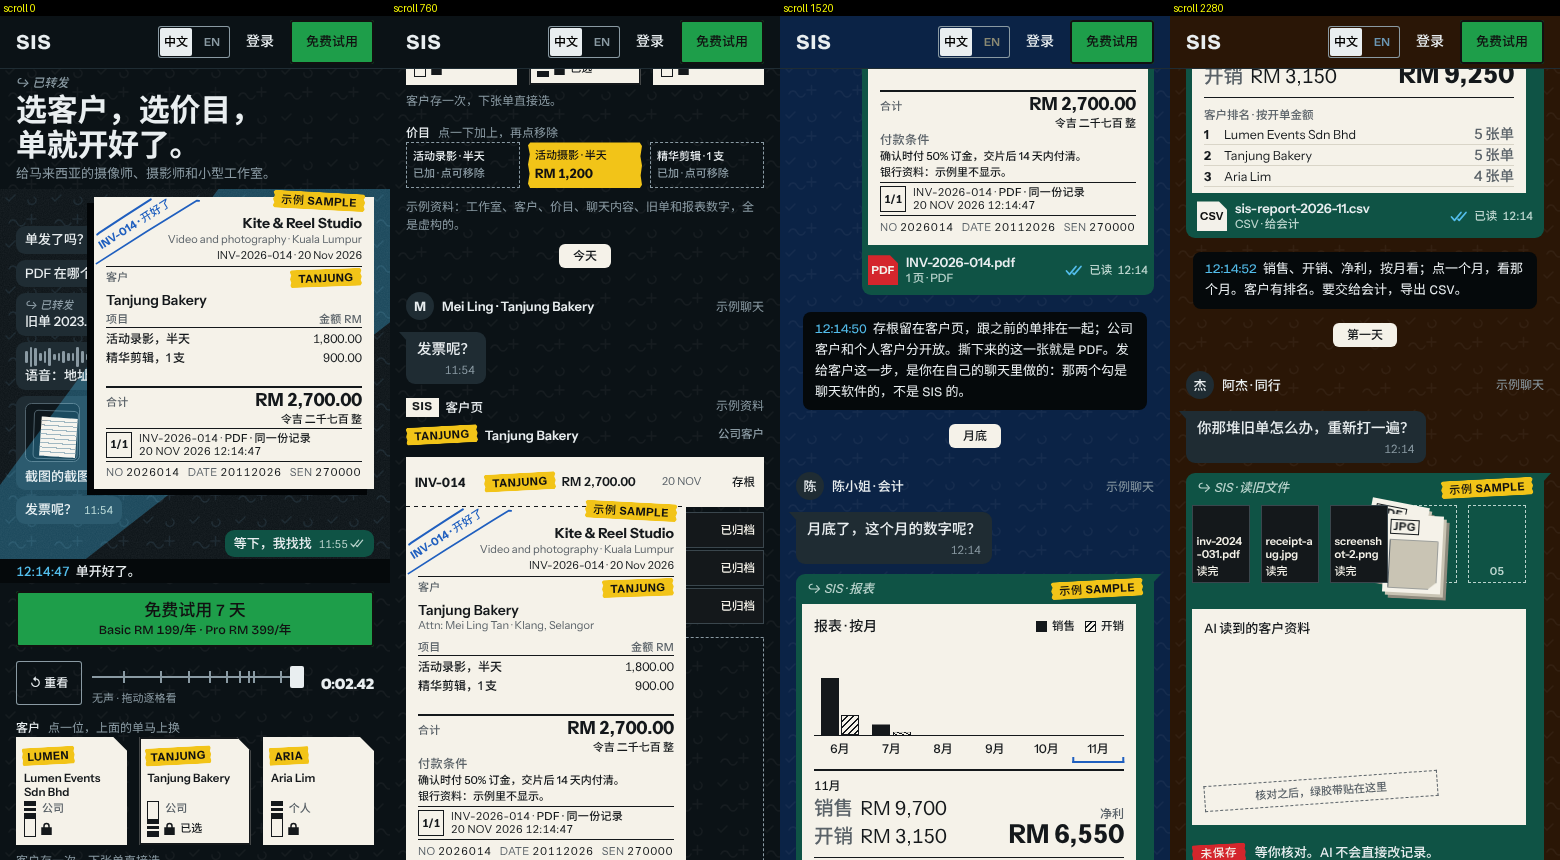 scroll 0
SIS
中文 EN
登录
免费试用
↪ 已转发
选客户，选价目，
单就开好了。
给马来西亚的摄像师、摄影师和小型工作室。
单发了吗？
PDF 在哪个
↪ 已转发
旧单 2023.
语音：地址
截图的截图
发票呢？ 11:54
INV-2026-014·开好了
示例 SAMPLE
Kite & Reel Studio
Video and photography · Kuala Lumpur
INV-2026-014 · 20 Nov 2026
客户
TANJUNG
Tanjung Bakery
项目 金额 RM
活动录影，半天 1,800.00
精华剪辑，1 支 900.00
合计 RM 2,700.00
令吉 二千七百 整
1/1
INV-2026-014 · PDF · 同一份记录
20 NOV 2026 12:14:47
NO 2026014 DATE 20112026 SEN 270000
等下，我找找 11:55
12:14:47 单开好了。
免费试用 7 天
Basic RM 199/年 · Pro RM 399/年
重看
无声 · 拖动逐格看
0:02.42
客户 点一位，上面的单马上换
LUMEN
Lumen Events
Sdn Bhd
公司
TANJUNG
Tanjung Bakery
公司
已选
ARIA
Aria Lim
个人
客户存一次，下张单直接选。
scroll 760
SIS
中文 EN
登录
免费试用
已选
客户存一次，下张单直接选。
价目 点一下加上，再点移除
活动录影 · 半天
已加 · 点可移除
活动摄影 · 半天
RM 1,200
精华剪辑 · 1 支
已加 · 点可移除
示例资料：工作室、客户、价目、聊天内容、旧单和报表数字，全
是虚构的。
今天
M Mei Ling · Tanjung Bakery 示例聊天
发票呢？
11:54
SIS 客户页 示例资料
TANJUNG Tanjung Bakery 公司客户
INV-014 TANJUNG RM 2,700.00 20 NOV 存根
已归档
已归档
已归档
INV-2026-014·开好了
示例 SAMPLE
Kite & Reel Studio
Video and photography · Kuala Lumpur
INV-2026-014 · 20 Nov 2026
客户
TANJUNG
Tanjung Bakery
Attn: Mei Ling Tan · Klang, Selangor
项目 金额 RM
活动录影，半天 1,800.00
精华剪辑，1 支 900.00
合计 RM 2,700.00
令吉 二千七百 整
付款条件
确认时付 50% 订金，交片后 14 天内付清。
银行资料：示例里不显示。
1/1
INV-2026-014 · PDF · 同一份记录
20 NOV 2026 12:14:47
NO 2026014 DATE 20112026 SEN 270000
scroll 1520
SIS
中文 EN
登录
免费试用
合计 RM 2,700.00
令吉 二千七百 整
付款条件
确认时付 50% 订金，交片后 14 天内付清。
银行资料：示例里不显示。
1/1
INV-2026-014 · PDF · 同一份记录
20 NOV 2026 12:14:47
NO 2026014 DATE 20112026 SEN 270000
PDF
INV-2026-014.pdf
1 页 · PDF
已读 12:14
12:14:50 存根留在客户页，跟之前的单排在一起；公司
客户和个人客户分开放。撕下来的这一张就是 PDF。发
给客户这一步，是你在自己的聊天里做的：那两个勾是
聊天软件的，不是 SIS 的。
月底
陈 陈小姐 · 会计 示例聊天
月底了，这个月的数字呢？
12:14
↪ SIS · 报表
示例 SAMPLE
报表 · 按月 销售 开销
6月 7月 8月 9月 10月 11月
11月
销售 RM 9,700
开销 RM 3,150
净利
RM 6,550
scroll 2280
SIS
中文 EN
登录
免费试用
开销 RM 3,150 RM 9,250
客户排名 · 按开单金额
1 Lumen Events Sdn Bhd 5 张单
2 Tanjung Bakery 5 张单
3 Aria Lim 4 张单
CSV
sis-report-2026-11.csv
CSV · 给会计
已读 12:14
12:14:52 销售、开销、净利，按月看；点一个月，看那
个月。客户有排名。要交给会计，导出 CSV。
第一天
杰 阿杰 · 同行 示例聊天
你那堆旧单怎么办，重新打一遍？
12:14
↪ SIS · 读旧文件
示例 SAMPLE
inv-2024
-031.pdf
读完
receipt-a
ug.jpg
读完
screensh
ot-2.png
读完
JPG
05
AI 读到的客户资料
核对之后，绿胶带贴在这里
未保存 等你核对。AI 不会直接改记录。